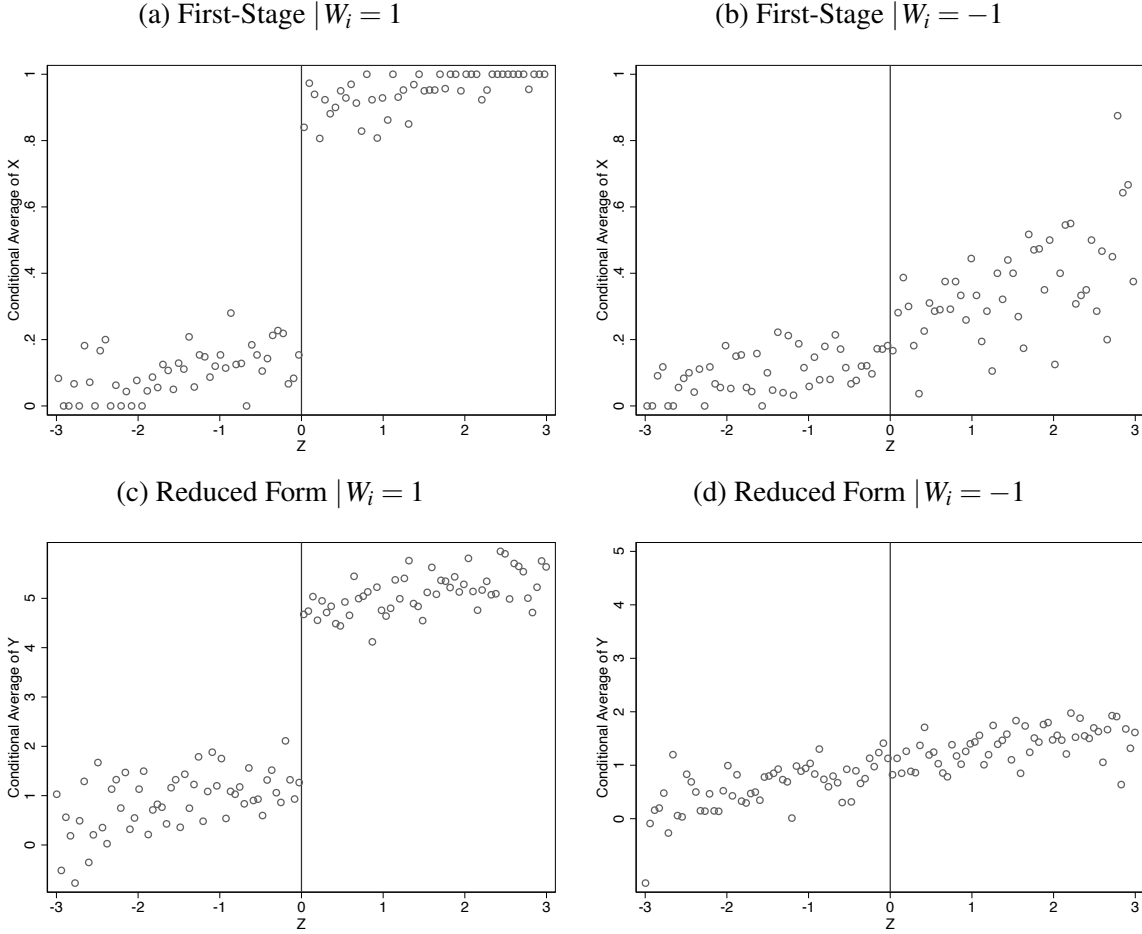 (a) First-Stage | W_i = 1
(b) First-Stage | W_i = −1
Conditional Average of X
0 .2 .4 .6 .8 1
-3 -2 -1 0 1 2 3
Z
Conditional Average of X
0 .2 .4 .6 .8 1
-3 -2 -1 0 1 2 3
Z
(c) Reduced Form | W_i = 1
(d) Reduced Form | W_i = −1
Conditional Average of Y
0 1 2 3 4 5
-3 -2 -1 0 1 2 3
Z
Conditional Average of Y
0 1 2 3 4 5
-3 -2 -1 0 1 2 3
Z